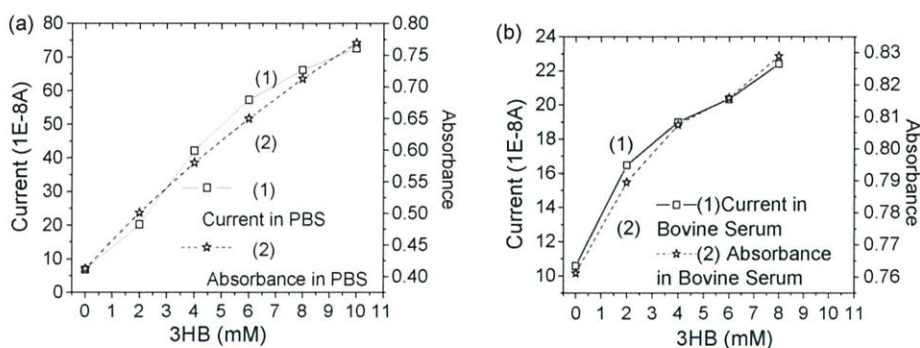 (a)
80
70
60
50
40
30
20
10
0
Current (1E-8A)
0.80
0.75
0.70
0.65
0.60
0.55
0.50
0.45
0.40
Absorbance
(1)
(2)
(1)
Current in PBS
(2)
Absorbance in PBS
0 1 2 3 4 5 6 7 8 9 10 11
3HB (mM)
(b)
24
22
20
18
16
14
12
10
Current (1E-8A)
0.83
0.82
0.81
0.80
0.79
0.78
0.77
0.76
Absorbance
(1)
(2)
(1)Current in
Bovine Serum
(2) Absorbance
in Bovine Serum
0 1 2 3 4 5 6 7 8 9 10 11
3HB (mM)